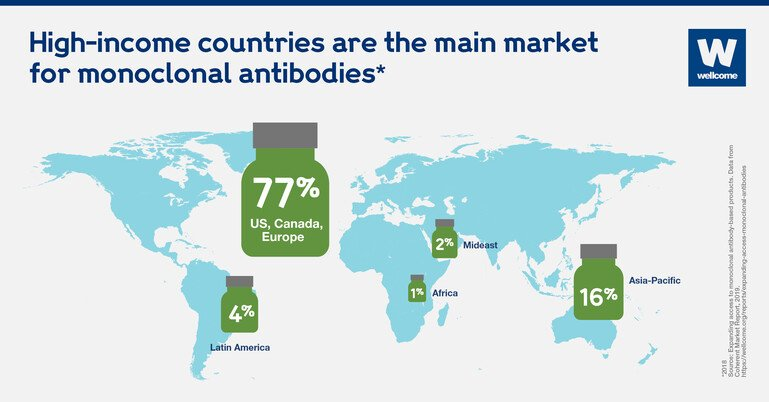 High-income countries are the main market
for monoclonal antibodies*
W
wellcome
77%
US, Canada,
Europe
2%
Mideast
1%
Africa
4%
Latin America
16%
Asia-Pacific
*2018
Source: Expanding access to monoclonal antibody-based products. Data from
Coherent Market Report, 2019.
https://wellcome.org/reports/expanding-access-monoclonal-antibodies